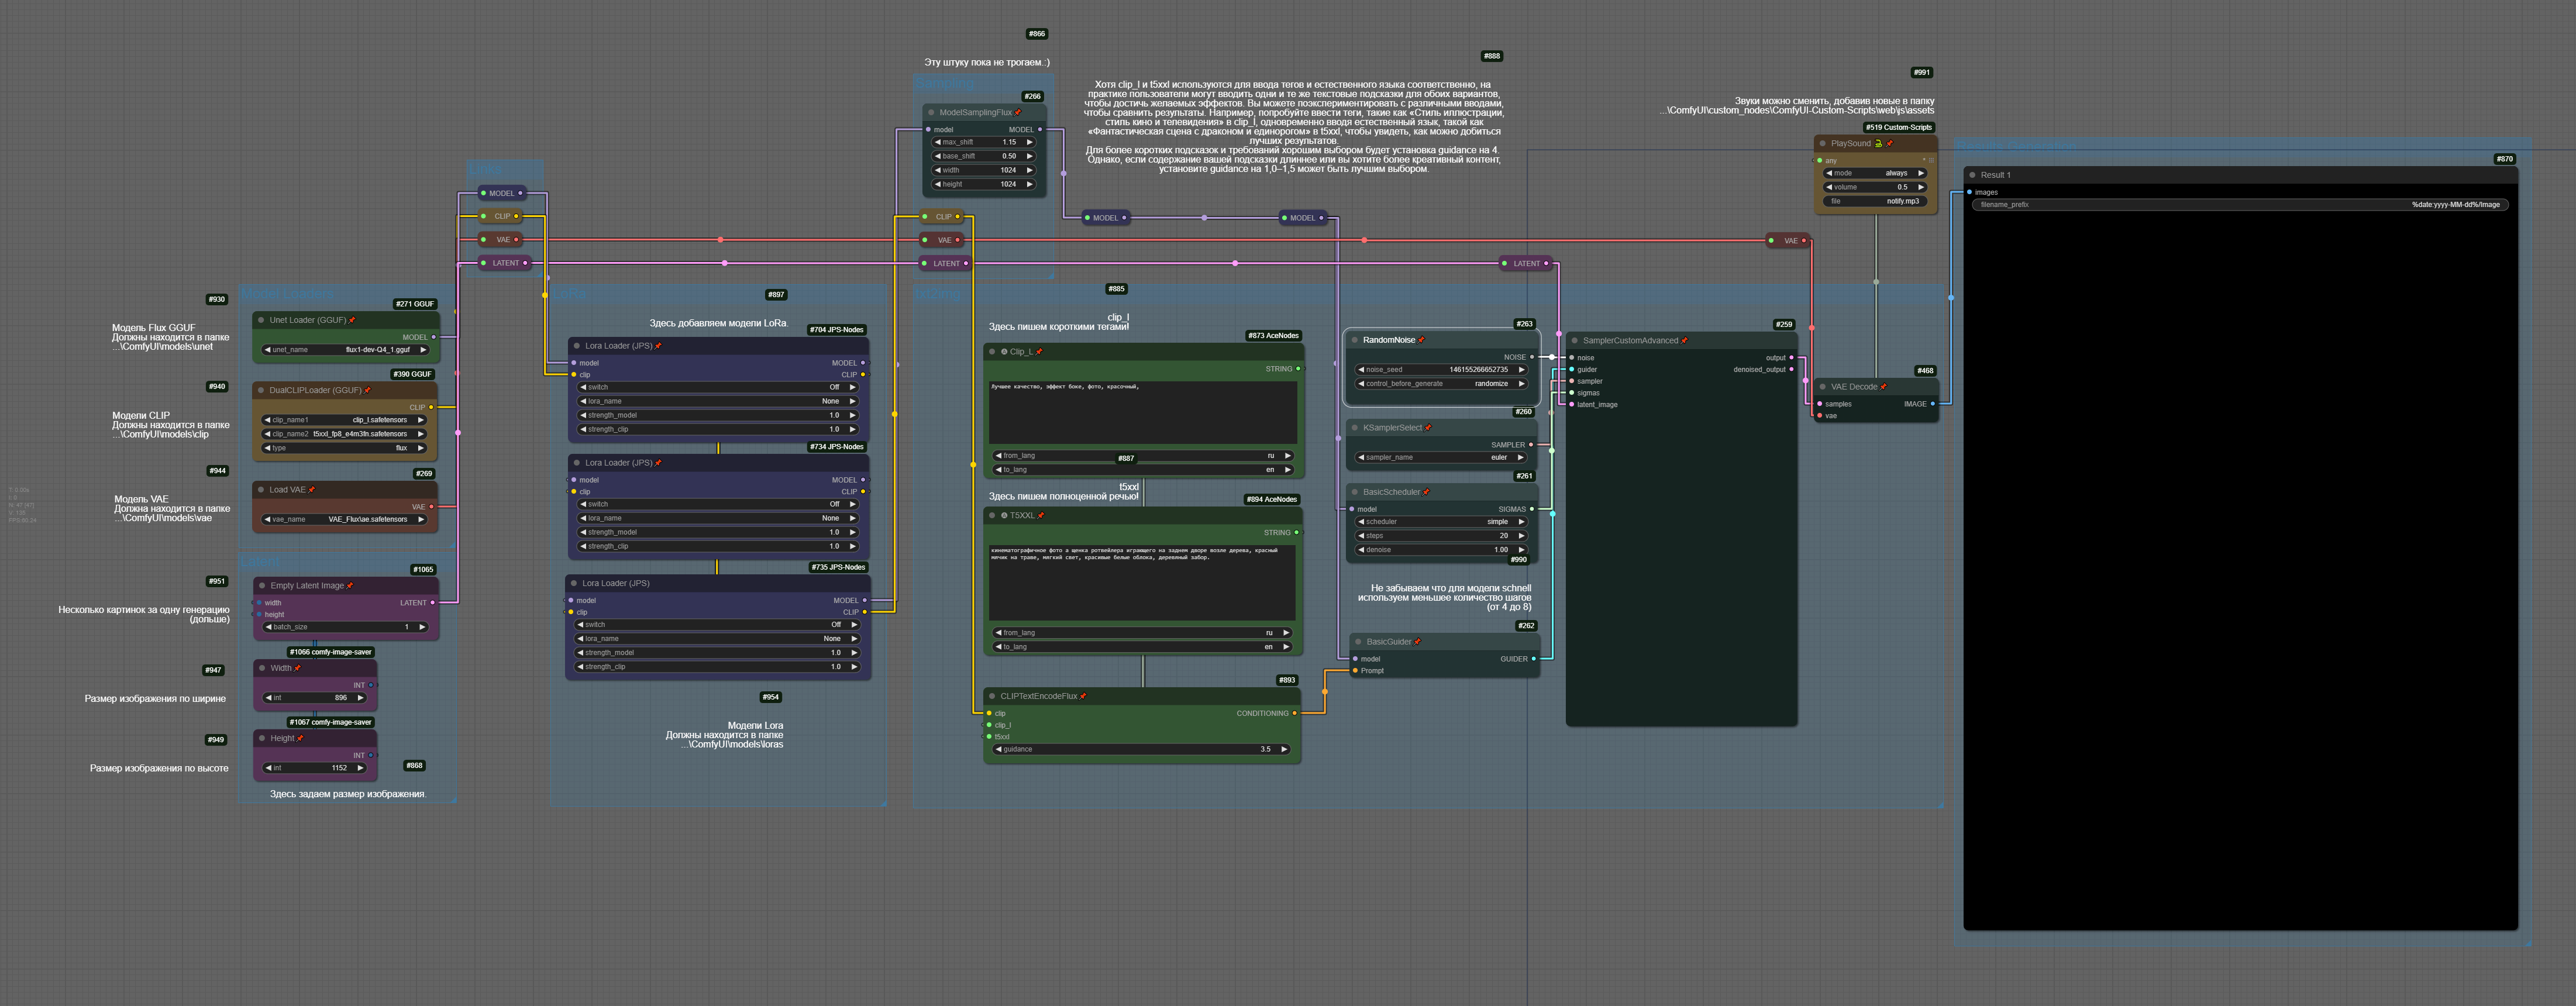 #866
Эту штуку пока не трогаем.:)
#888
Хотя clip_l и t5xxl используются для ввода тегов и естественного языка соответственно, на
практике пользователи могут вводить одни и те же текстовые подсказки для обоих вариантов,
чтобы достичь желаемых эффектов. Вы можете поэкспериментировать с различными вводами,
чтобы сравнить результаты. Например, попробуйте ввести теги, такие как «Стиль иллюстрации,
стиль кино и телевидения» в clip_l, одновременно вводя естественный язык, такой как
«Фантастическая сцена с драконом и единорогом» в t5xxl, чтобы увидеть, как можно добиться
лучших результатов.
Для более коротких подсказок и требований хорошим выбором будет установка guidance на 4.
Однако, если содержание вашей подсказки длиннее или вы хотите более креативный контент,
установите guidance на 1,0–1,5 может быть лучшим выбором.
#991
Звуки можно сменить, добавив новые в папку
...\ComfyUI\custom_nodes\ComfyUI-Custom-Scripts\web\js\assets
#266
ModelSamplingFlux
model MODEL
max_shift 1.15
base_shift 0.50
width 1024
height 1024
#519 Custom-Scripts
PlaySound
any
mode always
volume 0.5
file notify.mp3
#870
Result 1
images
filename_prefix %date:yyyy-MM-dd%/Image
MODEL
CLIP
VAE
LATENT
CLIP
VAE
LATENT
MODEL
MODEL
LATENT
VAE
#930
Модель Flux GGUF
Должны находится в папке
...\ComfyUI\models\unet
#271 GGUF
Unet Loader (GGUF)
MODEL
unet_name flux1-dev-Q4_1.gguf
#940
Модели CLIP
Должны находится в папке
...\ComfyUI\models\clip
#390 GGUF
DualCLIPLoader (GGUF)
CLIP
clip_name1 clip_l.safetensors
clip_name2 t5xxl_fp8_e4m3fn.safetensors
type flux
#944
Модель VAE
Должна находится в папке
...\ComfyUI\models\vae
#269
Load VAE
VAE
vae_name VAE_Flux\ae.safetensors
Latent
#951
Несколько картинок за одну генерацию
(дольше)
#1065
Empty Latent Image
width LATENT
height
batch_size 1
#947
Размер изображения по ширине
#1066 comfy-image-saver
Width
INT
int 896
#949
Размер изображения по высоте
#1067 comfy-image-saver
Height
INT
int 1152
#868
Здесь задаем размер изображения.
#897
Здесь добавляем модели LoRa.
#704 JPS-Nodes
Lora Loader (JPS)
model MODEL
clip CLIP
switch Off
lora_name None
strength_model 1.0
strength_clip 1.0
#734 JPS-Nodes
Lora Loader (JPS)
model MODEL
clip CLIP
switch Off
lora_name None
strength_model 1.0
strength_clip 1.0
#735 JPS-Nodes
Lora Loader (JPS)
model MODEL
clip CLIP
switch Off
lora_name None
strength_model 1.0
strength_clip 1.0
#954
Модели Lora
Должны находится в папке
...\ComfyUI\models\loras
#885
clip_l
Здесь пишем короткими тегами!
#873 AceNodes
Clip_L
STRING
Лучшее качество, эффект боке, фото, красочный,
from_lang ru
to_lang en
#887
t5xxl
Здесь пишем полноценной речью!
#894 AceNodes
T5XXL
STRING
кинематографичное фото а щенка ротвейлера играющего на заднем дворе возле дерева, красный
мячик на траве, мягкий свет, красивые белые облока, деревяный забор.
from_lang ru
to_lang en
#893
CLIPTextEncodeFlux
clip CONDITIONING
clip_l
t5xxl
guidance 3.5
#263
RandomNoise
NOISE
noise_seed 146155266652735
control_before_generate randomize
#260
KSamplerSelect
SAMPLER
sampler_name euler
#261
BasicScheduler
model SIGMAS
scheduler simple
steps 20
denoise 1.00
#990
Не забываем что для модели schnell
используем меньшее количество шагов
(от 4 до 8)
#262
BasicGuider
model GUIDER
Prompt
#259
SamplerCustomAdvanced
noise output
guider denoised_output
sampler
sigmas
latent_image
#468
VAE Decode
samples IMAGE
vae